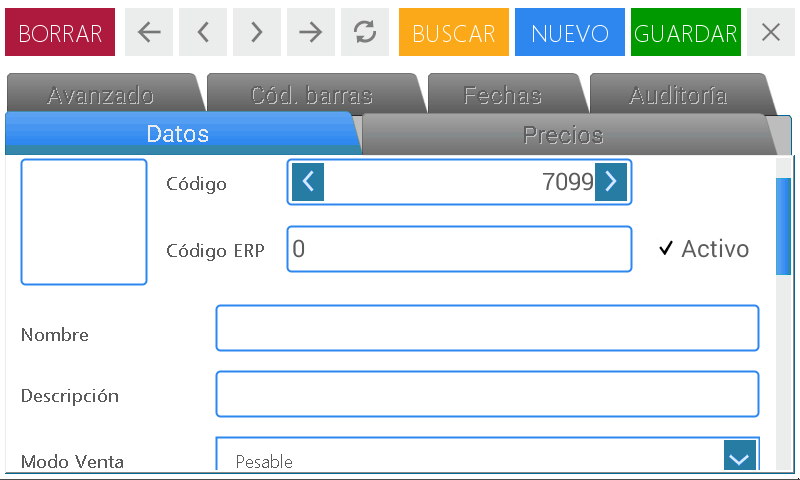 BORRAR BUSCAR NUEVO GUARDAR
Avanzado Cód. barras Fechas Auditoría
Datos Precios
Código 7099
Código ERP 0 Activo
Nombre
Descripción
Modo Venta Pesable